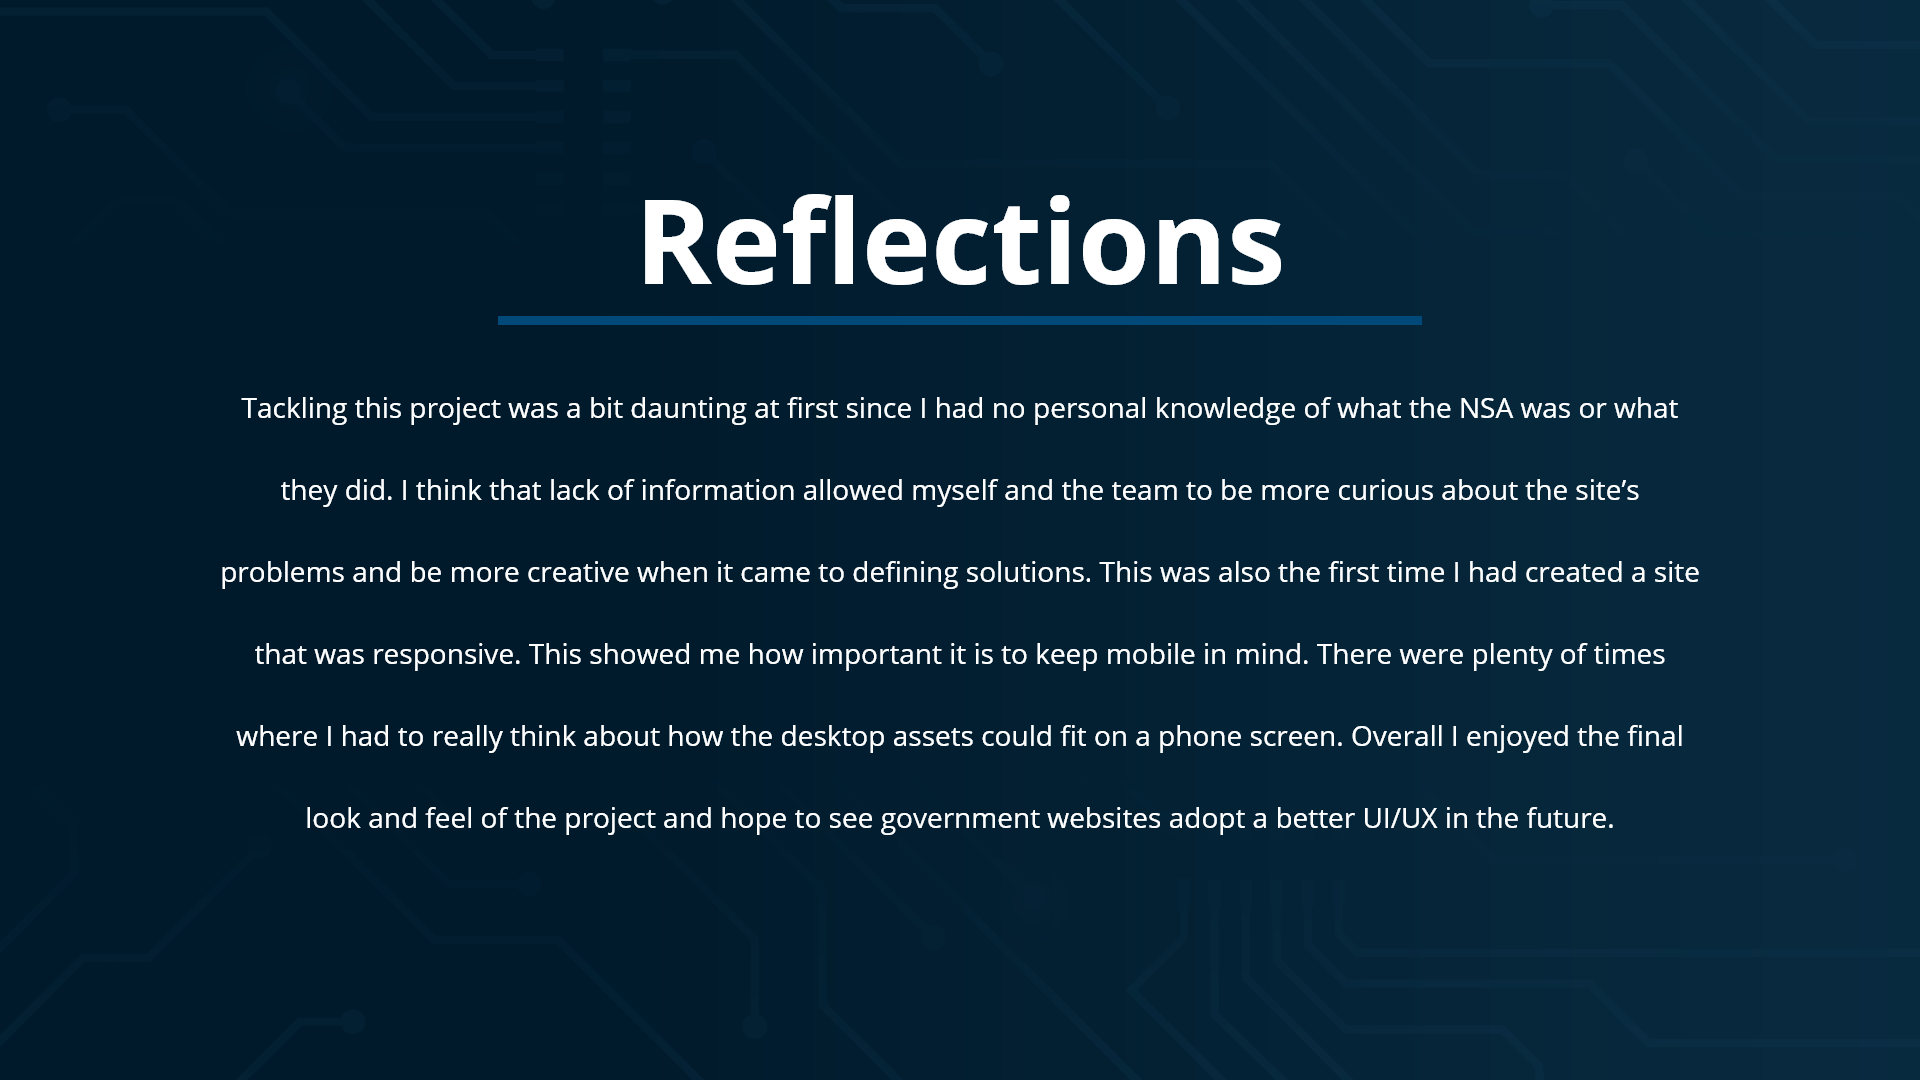 Reflections
Tackling this project was a bit daunting at first since I had no personal knowledge of what the NSA was or what
they did. I think that lack of information allowed myself and the team to be more curious about the site’s
problems and be more creative when it came to defining solutions. This was also the first time I had created a site
that was responsive. This showed me how important it is to keep mobile in mind. There were plenty of times
where I had to really think about how the desktop assets could fit on a phone screen. Overall I enjoyed the final
look and feel of the project and hope to see government websites adopt a better UI/UX in the future.